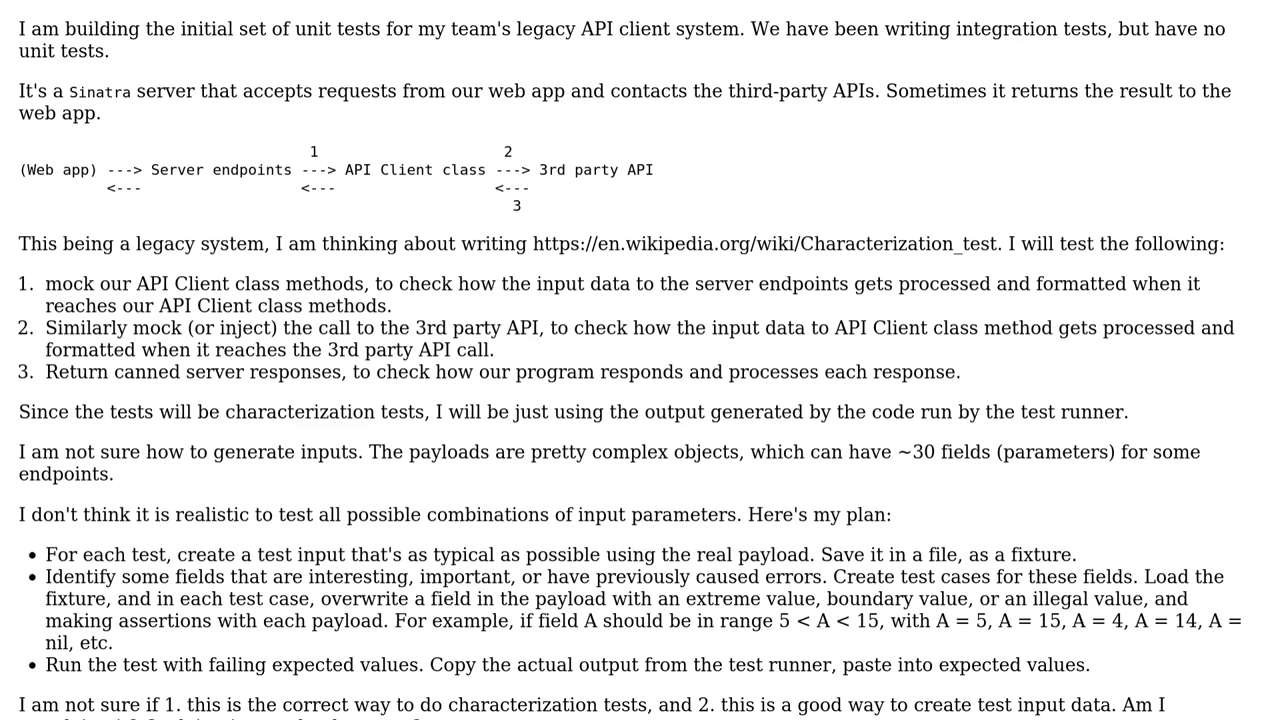 I am building the initial set of unit tests for my team's legacy API client system. We have been writing integration tests, but have no
unit tests.
It's a Sinatra server that accepts requests from our web app and contacts the third-party APIs. Sometimes it returns the result to the
web app.
1 2
(Web app) ---> Server endpoints ---> API Client class ---> 3rd party API
<--- <--- <---
3
This being a legacy system, I am thinking about writing https://en.wikipedia.org/wiki/Characterization_test. I will test the following:
1. mock our API Client class methods, to check how the input data to the server endpoints gets processed and formatted when it
reaches our API Client class methods.
2. Similarly mock (or inject) the call to the 3rd party API, to check how the input data to API Client class method gets processed and
formatted when it reaches the 3rd party API call.
3. Return canned server responses, to check how our program responds and processes each response.
Since the tests will be characterization tests, I will be just using the output generated by the code run by the test runner.
I am not sure how to generate inputs. The payloads are pretty complex objects, which can have ~30 fields (parameters) for some
endpoints.
I don't think it is realistic to test all possible combinations of input parameters. Here's my plan:
• For each test, create a test input that's as typical as possible using the real payload. Save it in a file, as a fixture.
• Identify some fields that are interesting, important, or have previously caused errors. Create test cases for these fields. Load the
fixture, and in each test case, overwrite a field in the payload with an extreme value, boundary value, or an illegal value, and
making assertions with each payload. For example, if field A should be in range 5 < A < 15, with A = 5, A = 15, A = 4, A = 14, A =
nil, etc.
• Run the test with failing expected values. Copy the actual output from the test runner, paste into expected values.
I am not sure if 1. this is the correct way to do characterization tests, and 2. this is a good way to create test input data. Am I